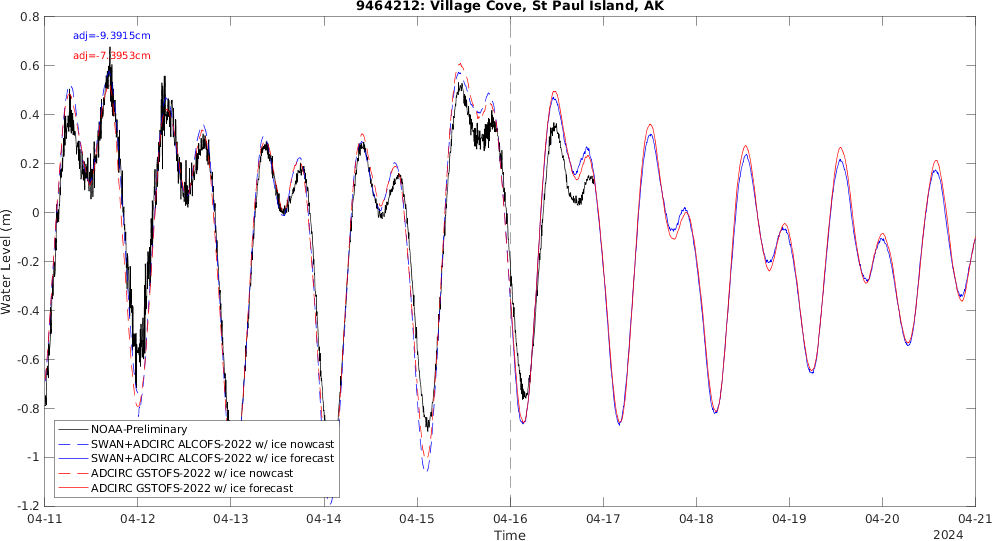 9464212: Village Cove, St Paul Island, AK
0.8
adj=-9.3915cm
adj=-7.3953cm
0.6
0.4
0.2
0
-0.2
-0.4
-0.6
-0.8
-1
-1.2
Water Level (m)
NOAA-Preliminary
SWAN+ADCIRC ALCOFS-2022 w/ ice nowcast
SWAN+ADCIRC ALCOFS-2022 w/ ice forecast
ADCIRC GSTOFS-2022 w/ ice nowcast
ADCIRC GSTOFS-2022 w/ ice forecast
04-11 04-12 04-13 04-14 04-15 04-16 04-17 04-18 04-19 04-20 04-21
Time
2024